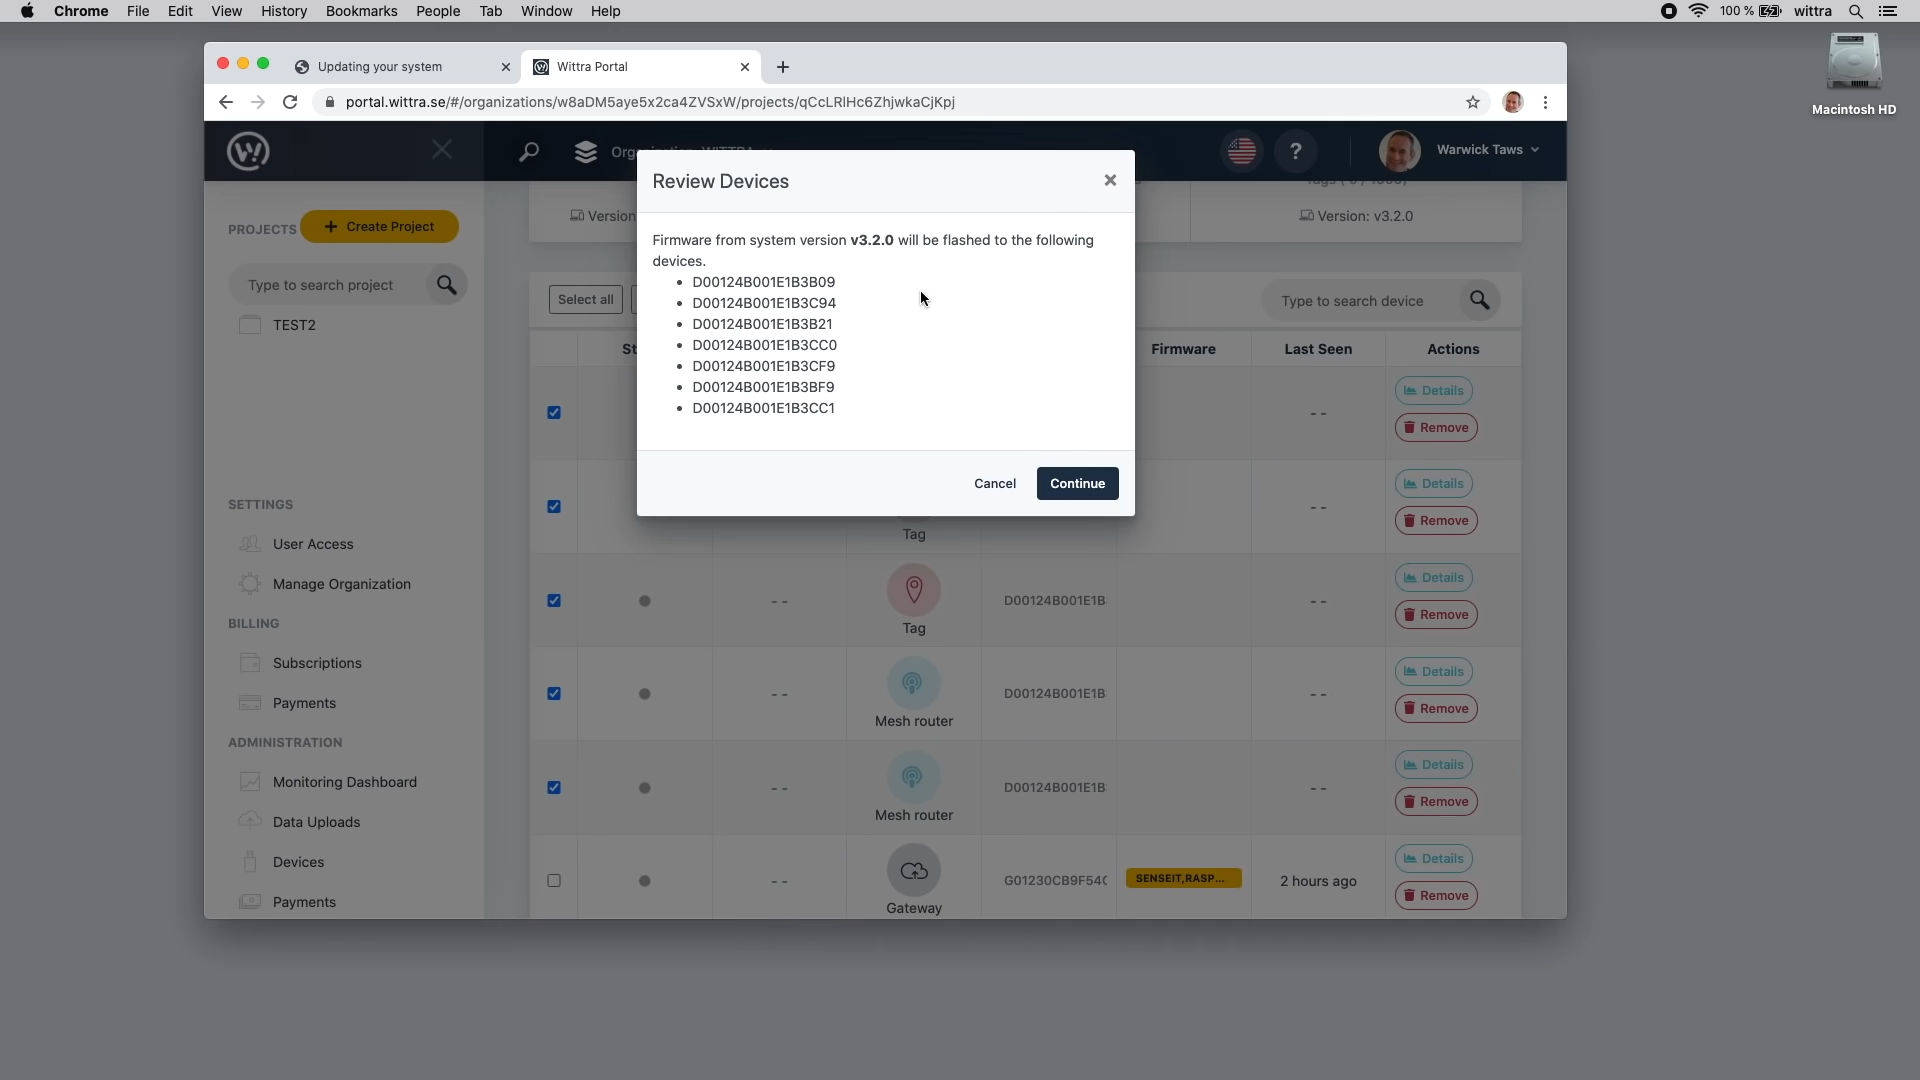 Chrome File Edit View History Bookmarks People Tab Window Help
100 % wittra
Macintosh HD
Updating your system
Wittra Portal
portal.wittra.se/#/organizations/w8aDM5aye5x2ca4ZVSxW/projects/qCcLRlHc6ZhjwkaCjKpj
W!
Organization WITTRA
?
Warwick Taws
PROJECTS
+ Create Project
Type to search project
TEST2
SETTINGS
User Access
Manage Organization
BILLING
Subscriptions
Payments
ADMINISTRATION
Monitoring Dashboard
Data Uploads
Devices
Payments
Version
Version: v3.2.0
Review Devices
Firmware from system version v3.2.0 will be flashed to the following
devices.
• D00124B001E1B3B09
• D00124B001E1B3C94
• D00124B001E1B3B21
• D00124B001E1B3CC0
• D00124B001E1B3CF9
• D00124B001E1B3BF9
• D00124B001E1B3CC1
Cancel Continue
Select all
Type to search device
St Firmware Last Seen Actions
- - Details
Remove
Tag - - Details
Remove
- - Tag D00124B001E1B - - Details
Remove
- - Mesh router D00124B001E1B - - Details
Remove
- - Mesh router D00124B001E1B - - Details
Remove
- - Gateway G01230CB9F54C SENSEIT,RASP... 2 hours ago Details
Remove